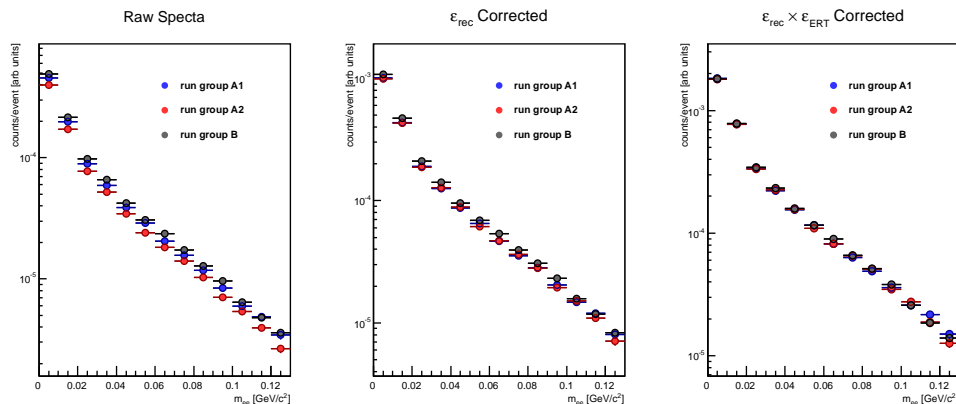 Raw Specta
counts/event [arb units]
run group A1
run group A2
run group B
10⁻⁴
10⁻⁵
0 0.02 0.04 0.06 0.08 0.1 0.12
m_ee [GeV/c²]
ε_rec Corrected
counts/event [arb units]
run group A1
run group A2
run group B
10⁻³
10⁻⁴
10⁻⁵
0 0.02 0.04 0.06 0.08 0.1 0.12
m_ee [GeV/c²]
ε_rec × ε_ERT Corrected
counts/event [arb units]
run group A1
run group A2
run group B
10⁻³
10⁻⁴
10⁻⁵
0 0.02 0.04 0.06 0.08 0.1 0.12
m_ee [GeV/c²]